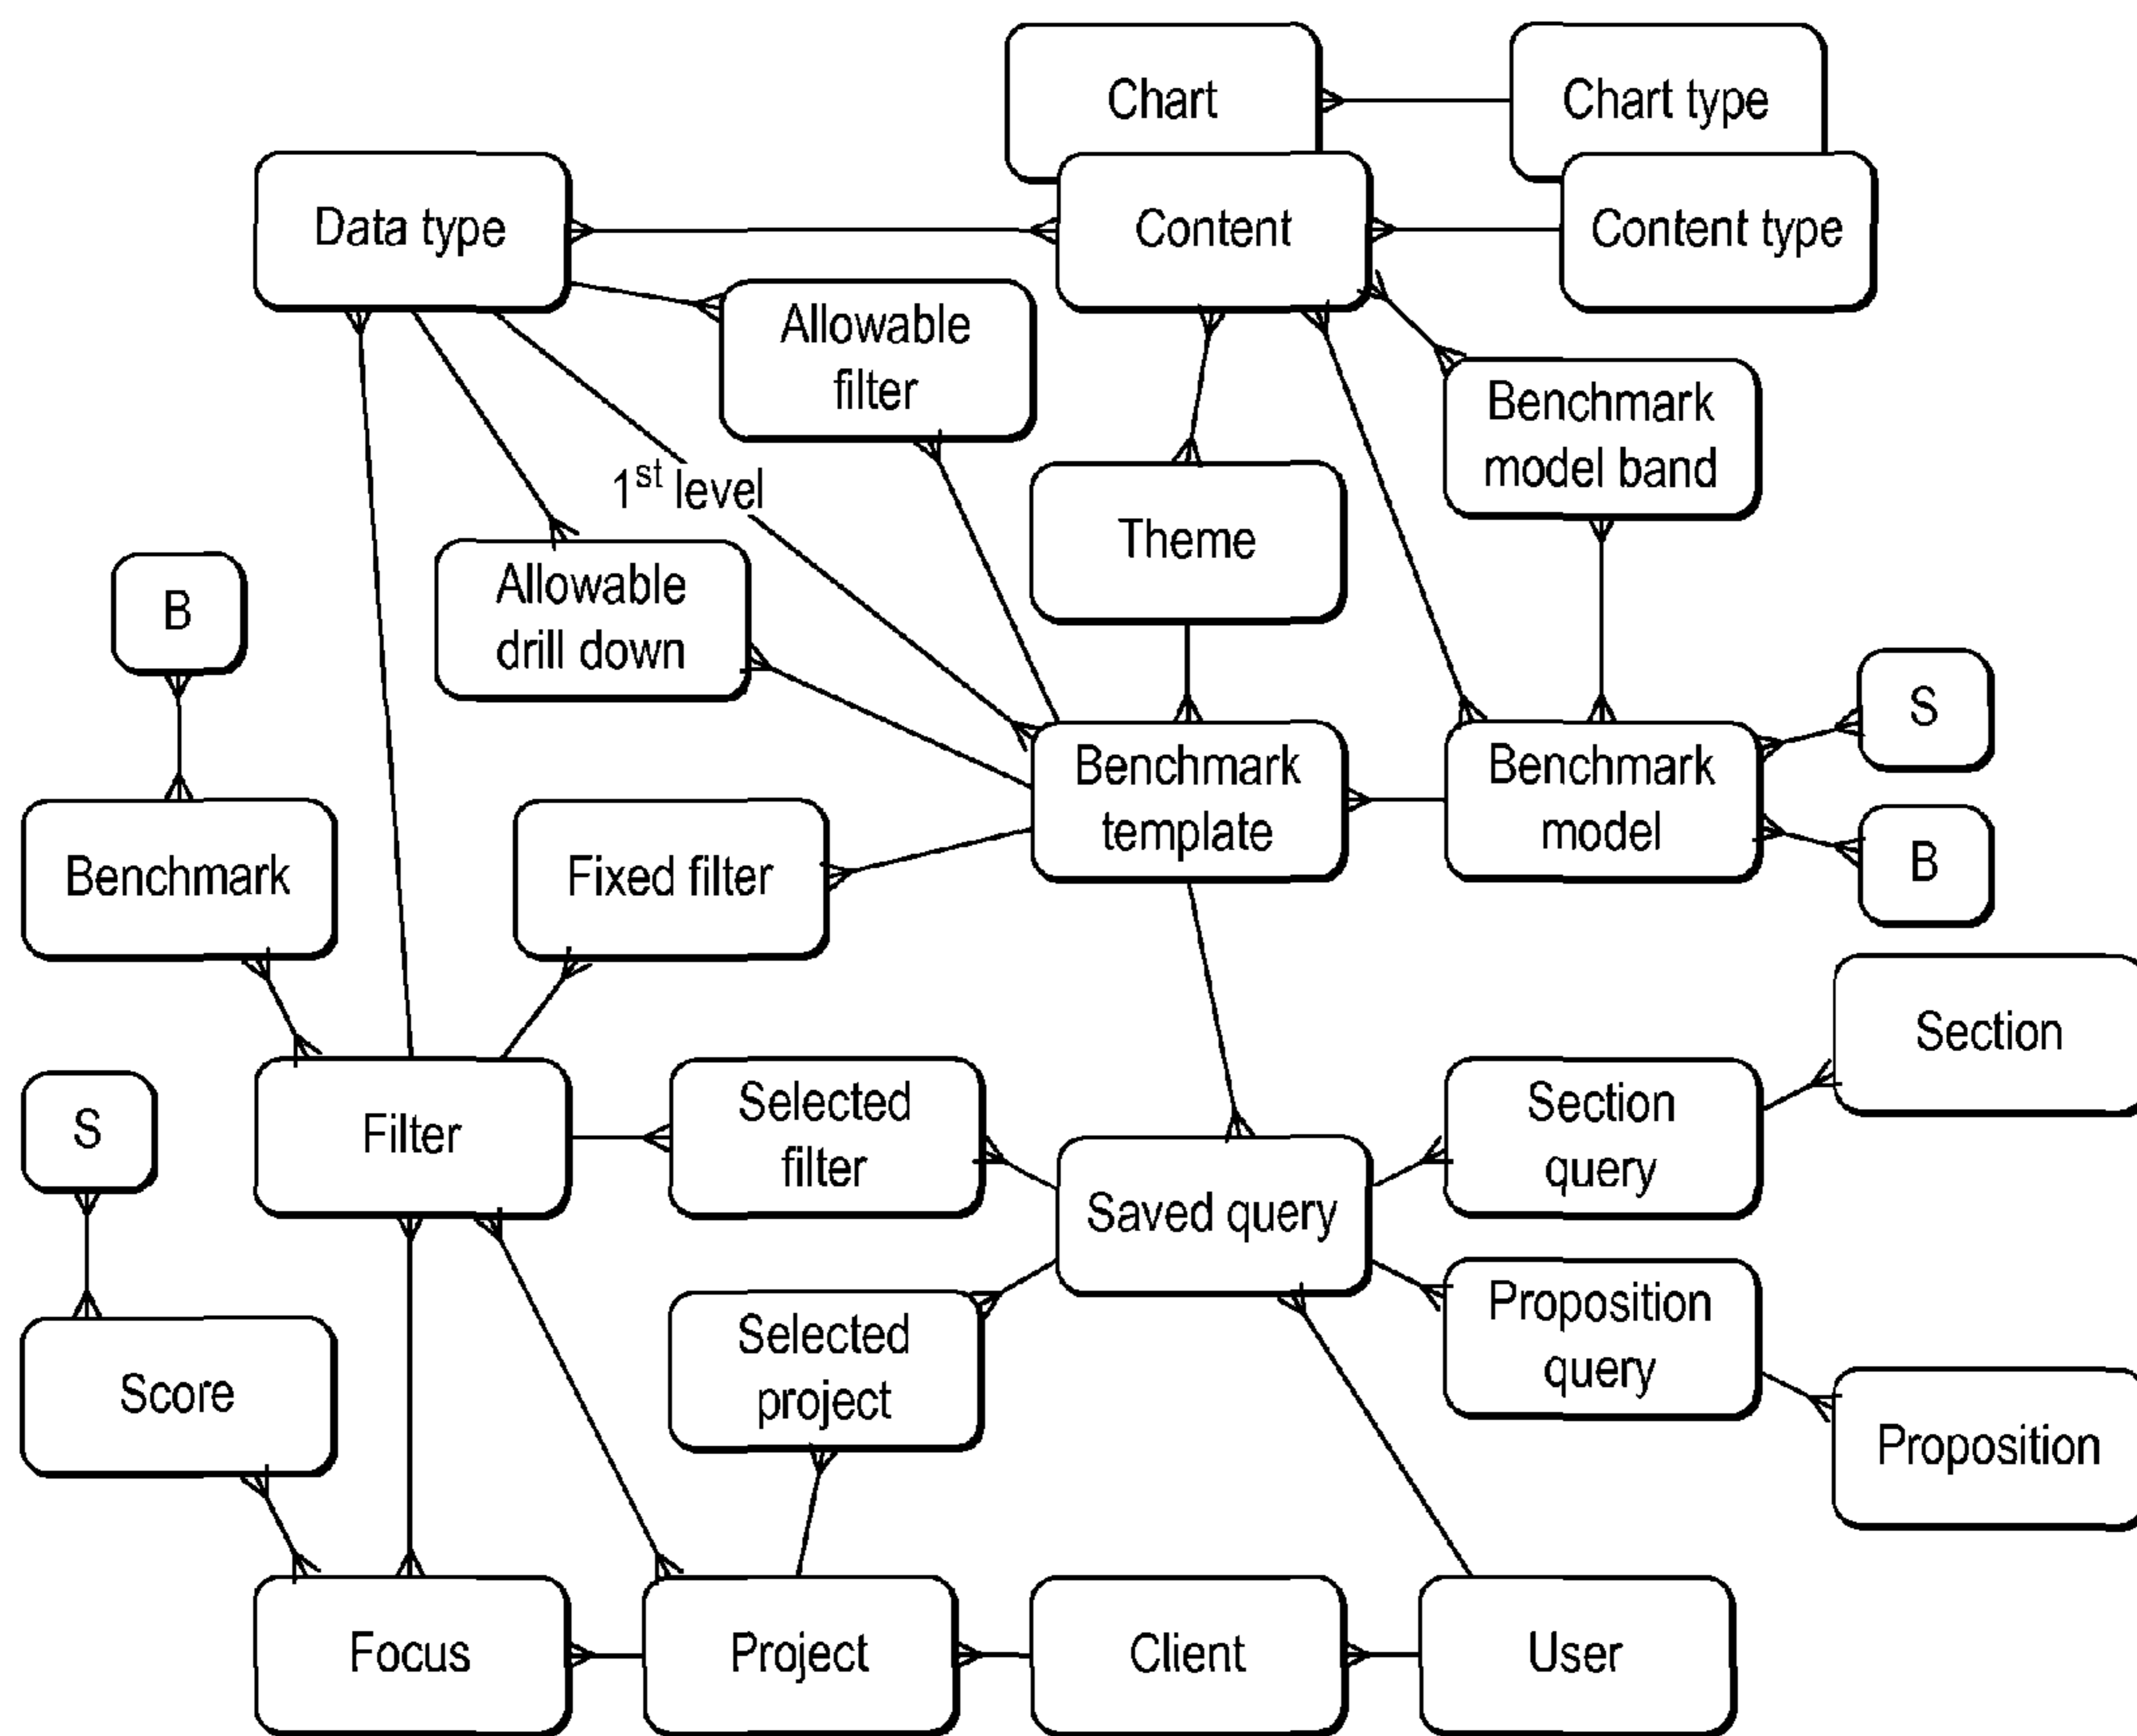 Chart
Chart type
Data type
Content
Content type
Allowable
filter
Benchmark
model band
1st level
Theme
Allowable
drill down
B
S
Benchmark
template
Benchmark
model
Benchmark
Fixed filter
B
Section
Selected
filter
Section
query
S
Filter
Saved query
Selected
project
Proposition
query
Score
Proposition
Focus
Project
Client
User